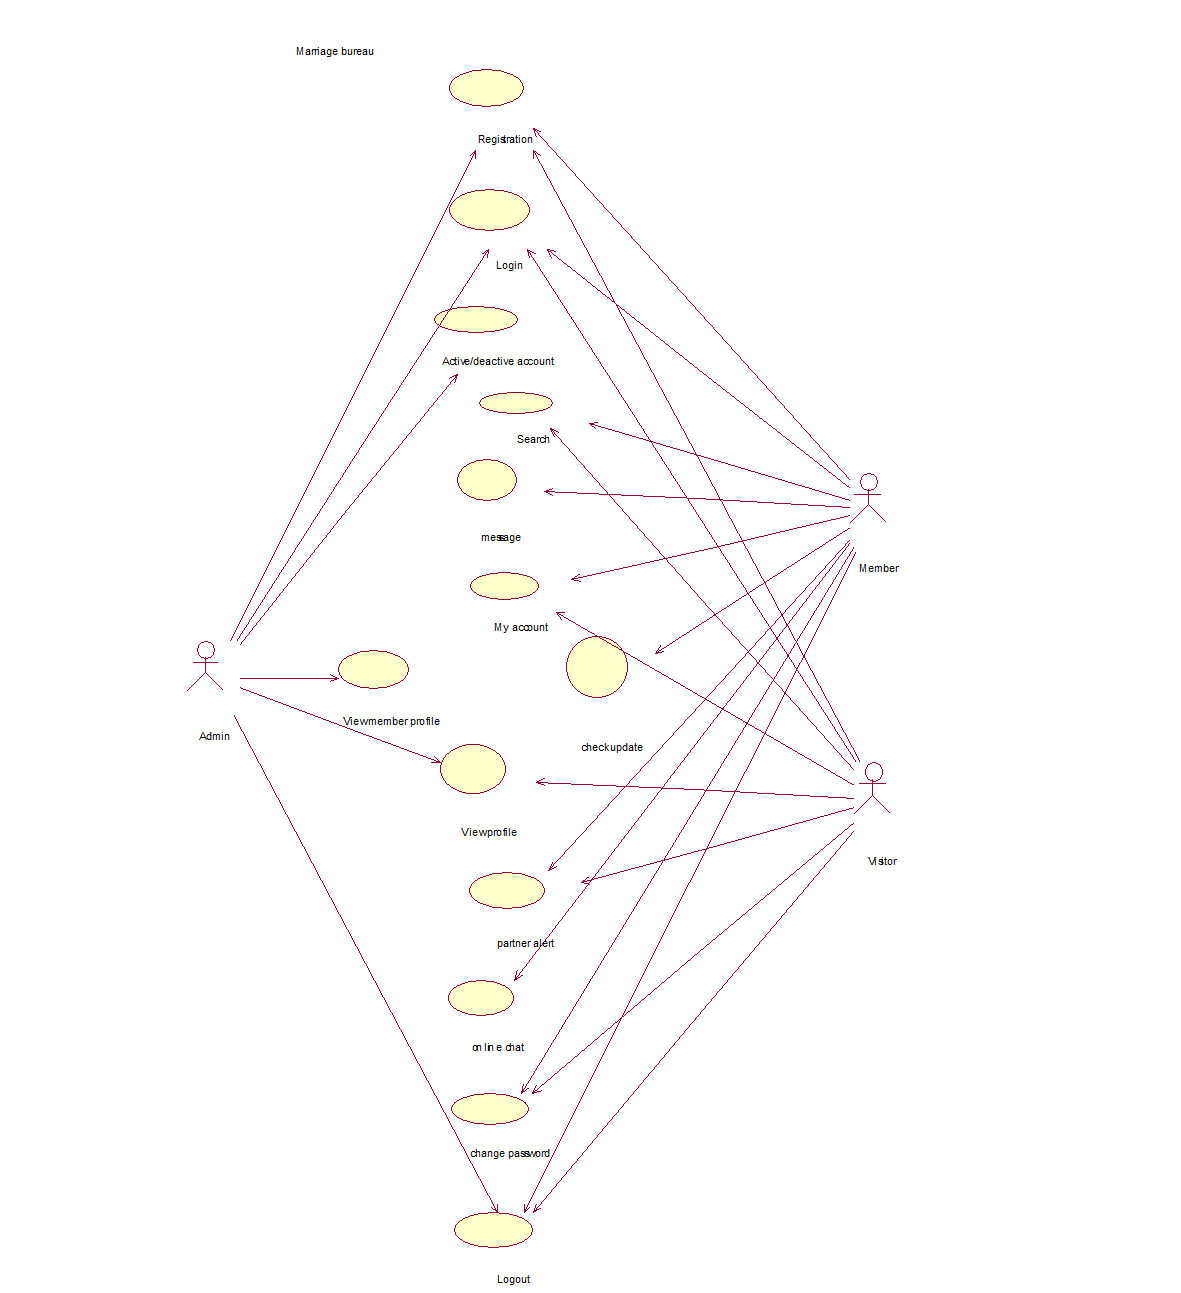 Marriage bureau
Registration
Login
Active/deactive account
Search
message
Member
My account
Viewmember profile
Admin
checkupdate
Viewprofile
Visitor
partner alert
online chat
change password
Logout